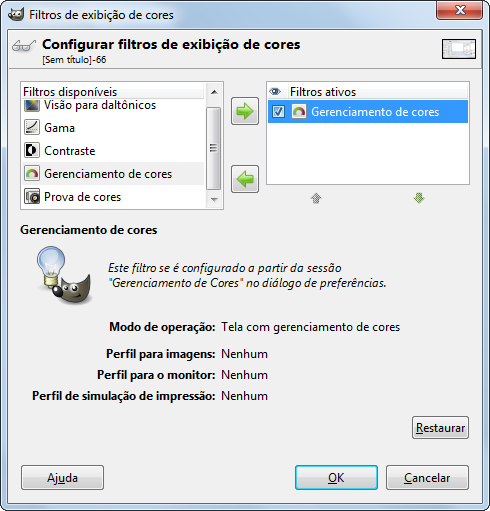 Filtros de exibição de cores
Configurar filtros de exibição de cores
[Sem título]-66
Filtros disponíveis
Visão para daltônicos
Gama
Contraste
Gerenciamento de cores
Prova de cores
Filtros ativos
Gerenciamento de cores
Gerenciamento de cores
Este filtro se é configurado a partir da sessão
"Gerenciamento de Cores" no diálogo de preferências.
Modo de operação: Tela com gerenciamento de cores
Perfil para imagens: Nenhum
Perfil para o monitor: Nenhum
Perfil de simulação de impressão: Nenhum
Restaurar
Ajuda
OK
Cancelar